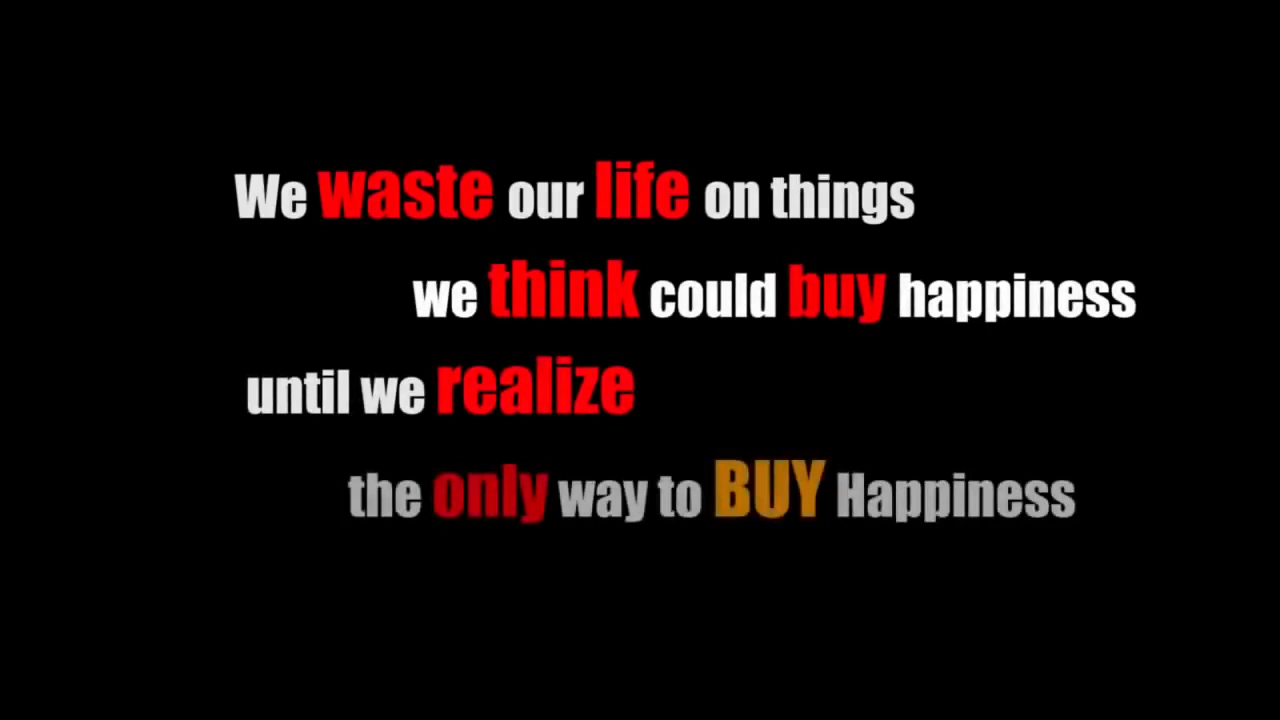 We waste our life on things
we think could buy happiness
until we realize
the only way to BUY Happiness